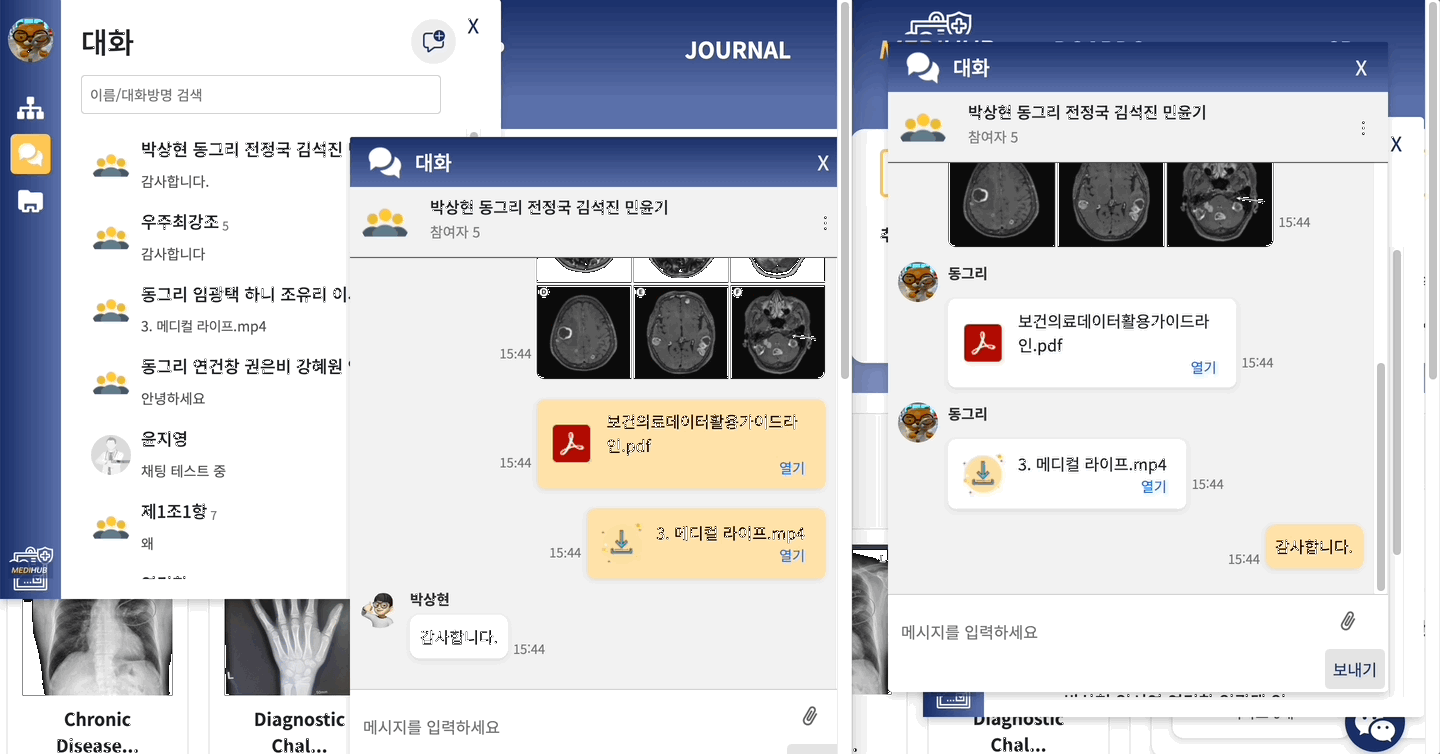 대화
X
이름/대화방명 검색
박상현 동그리 전정국 김석진
감사합니다.
우주최강조 5
감사합니다
동그리 임광택 하니 조유리 이
3. 메디컬 라이프.mp4
동그리 연건창 권은비 강혜원
안녕하세요
윤지영
채팅 테스트 중
제1조1항 7
왜
MEDIHUB
JOURNAL
대화
X
박상현 동그리 전정국 김석진 민윤기
참여자 5
D
E
F
15:44
보건의료데이터활용가이드라
인.pdf
열기
15:44
3. 메디컬 라이프.mp4
열기
15:44
박상현
감사합니다.
15:44
메시지를 입력하세요
L
Chronic
Disease...
Diagnostic
Chal...
대화
X
박상현 동그리 전정국 김석진 민윤기
참여자 5
X
15:44
동그리
보건의료데이터활용가이드라
인.pdf
열기
15:44
동그리
3. 메디컬 라이프.mp4
열기
15:44
감사합니다.
15:44
메시지를 입력하세요
보내기
Diagnostic
Chal...